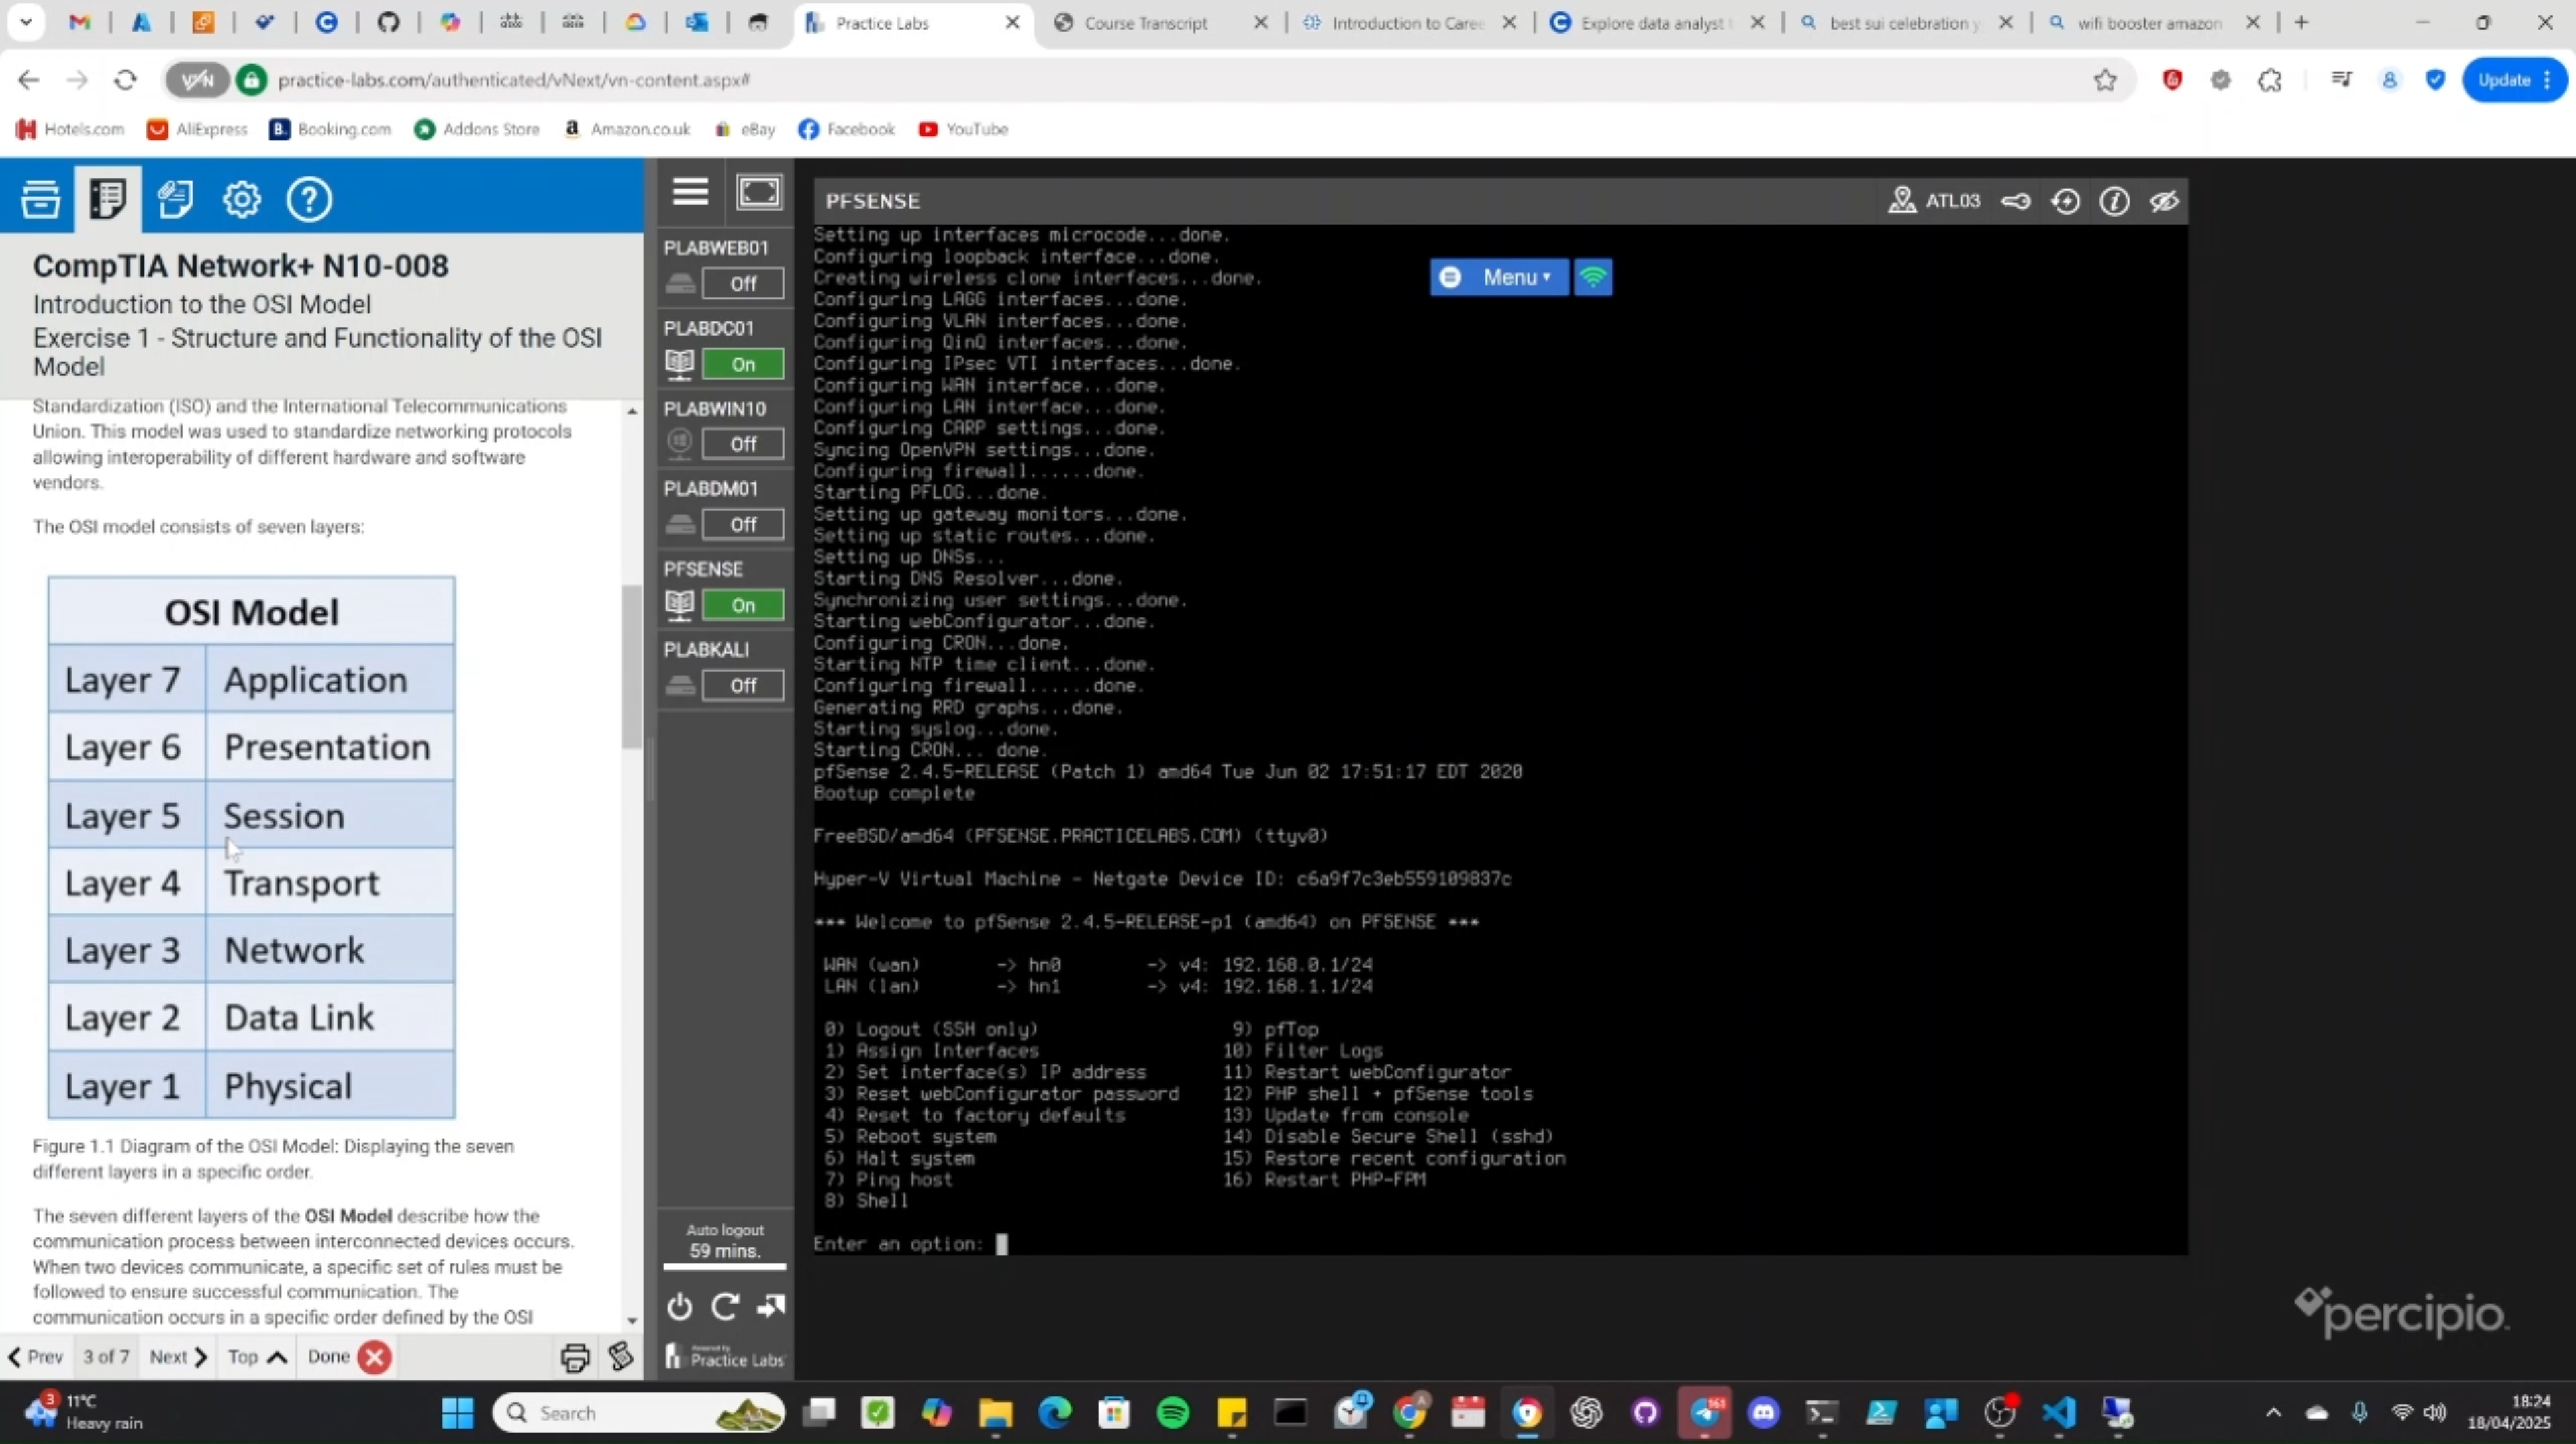 Practice Labs
Course Transcript
Introduction to Caree
Explore data analyst t
best sui celebration y
wifi booster amazon
VPN
practice-labs.com/authenticated/vNext/vn-content.aspx#
Update
Hotels.com
AliExpress
Booking.com
Addons Store
Amazon.co.uk
eBay
Facebook
YouTube
CompTIA Network+ N10-008
Introduction to the OSI Model
Exercise 1 - Structure and Functionality of the OSI
Model
Standardization (ISO) and the International Telecommunications
Union. This model was used to standardize networking protocols
allowing interoperability of different hardware and software
vendors.
The OSI model consists of seven layers:
OSI Model
Layer 7 Application
Layer 6 Presentation
Layer 5 Session
Layer 4 Transport
Layer 3 Network
Layer 2 Data Link
Layer 1 Physical
Figure 1.1 Diagram of the OSI Model: Displaying the seven
different layers in a specific order.
The seven different layers of the OSI Model describe how the
communication process between interconnected devices occurs.
When two devices communicate, a specific set of rules must be
followed to ensure successful communication. The
communication occurs in a specific order defined by the OSI
Prev
3 of 7
Next
Top
Done
PLABWEB01
Off
PLABDC01
On
PLABWIN10
Off
PLABDM01
Off
PFSENSE
On
PLABKALI
Off
Auto logout
59 mins.
Powered by
Practice Labs
PFSENSE
ATL03
Menu
Setting up interfaces microcode...done.
Configuring loopback interface...done.
Creating wireless clone interfaces...done.
Configuring LAGG interfaces...done.
Configuring VLAN interfaces...done.
Configuring QinQ interfaces...done.
Configuring IPsec VTI interfaces...done.
Configuring WAN interface...done.
Configuring LAN interface...done.
Configuring CARP settings...done.
Syncing OpenVPN settings...done.
Configuring firewall......done.
Starting PFLOG...done.
Setting up gateway monitors...done.
Setting up static routes...done.
Setting up DNSs...
Starting DNS Resolver...done.
Synchronizing user settings...done.
Starting webConfigurator...done.
Configuring CRON...done.
Starting NTP time client...done.
Configuring firewall......done.
Generating RRD graphs...done.
Starting syslog...done.
Starting CRON... done.
pfSense 2.4.5-RELEASE (Patch 1) amd64 Tue Jun 02 17:51:17 EDT 2020
Bootup complete
FreeBSD/amd64 (PFSENSE.PRACTICELABS.COM) (ttyv0)
Hyper-V Virtual Machine - Netgate Device ID: c6a9f7c3eb559109837c
*** Welcome to pfSense 2.4.5-RELEASE-p1 (amd64) on PFSENSE ***
WAN (wan) -> hn0 -> v4: 192.168.0.1/24
LAN (lan) -> hn1 -> v4: 192.168.1.1/24
0) Logout (SSH only) 9) pfTop
1) Assign Interfaces 10) Filter Logs
2) Set interface(s) IP address 11) Restart webConfigurator
3) Reset webConfigurator password 12) PHP shell + pfSense tools
4) Reset to factory defaults 13) Update from console
5) Reboot system 14) Disable Secure Shell (sshd)
6) Halt system 15) Restore recent configuration
7) Ping host 16) Restart PHP-FPM
8) Shell
Enter an option:
percipio.
3
11°C
Heavy rain
Search
18:24
18/04/2025